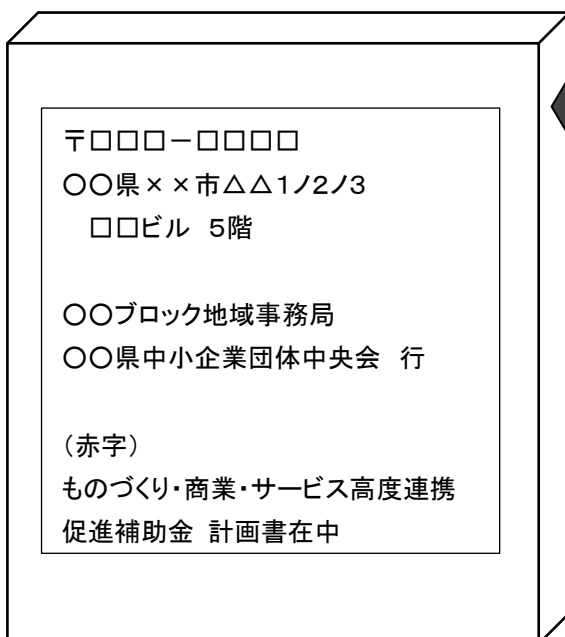 〒□□□－□□□□
○○県××市△△１ノ２ノ３
□□ビル ５階
○○ブロック地域事務局
○○県中小企業団体中央会 行
（赤字）
ものづくり・商業・サービス高度連携
促進補助金 計画書在中